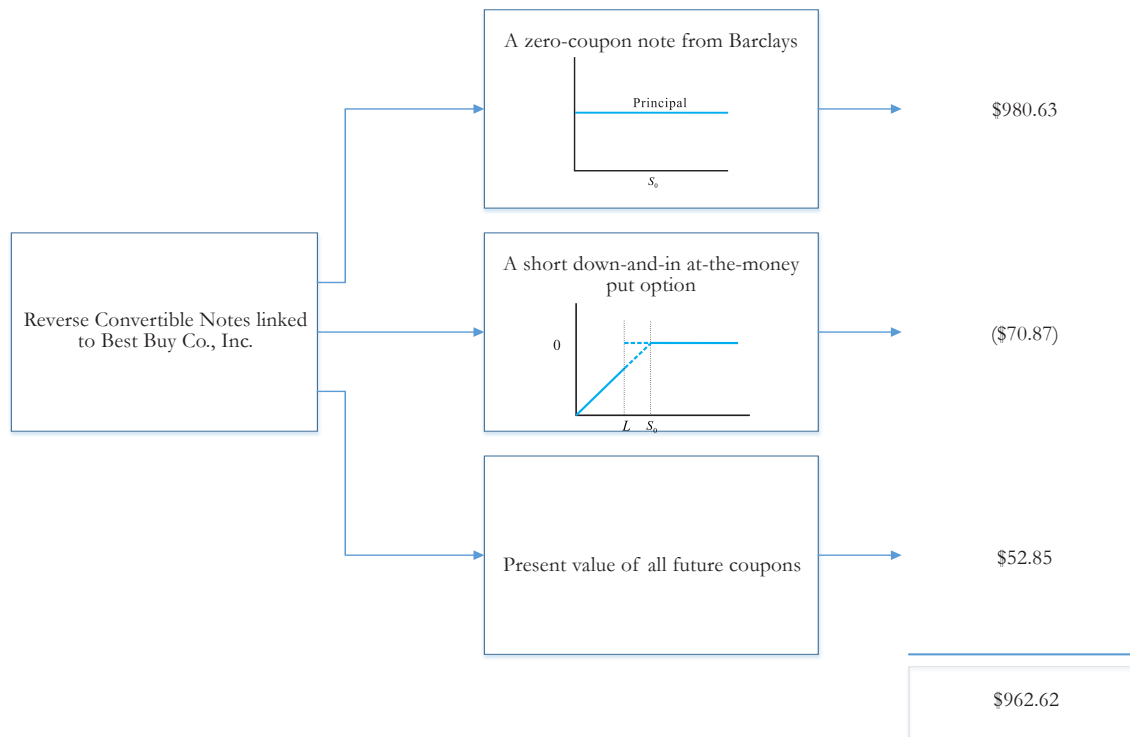 A zero-coupon note from Barclays
Principal
S₀
$980.63
Reverse Convertible Notes linked
to Best Buy Co., Inc.
A short down-and-in at-the-money
put option
0
L S₀
($70.87)
Present value of all future coupons
$52.85
$962.62